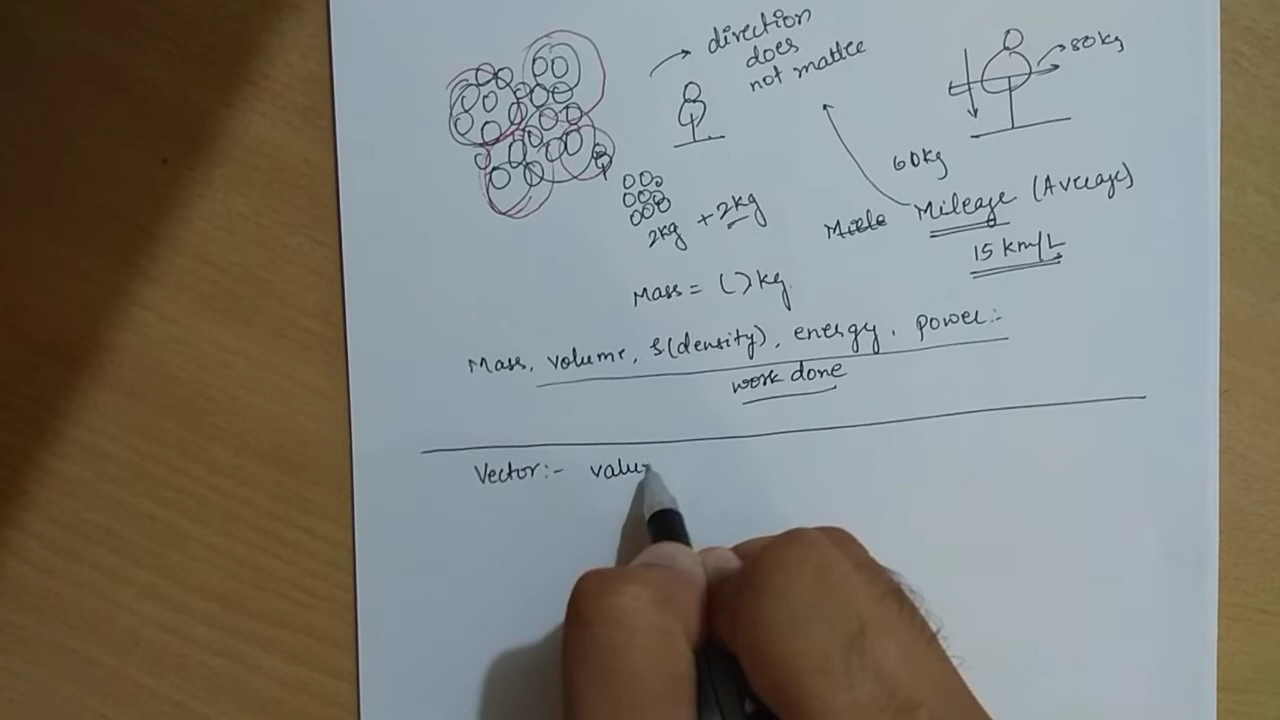 direction
does
not matter
80kg
60kg
Miele Mileage (Average)
15 km/L
2kg + 2kg
Mass = ( ) kg.
Mass, volume, S(density), energy, power:-
work done
Vector:- valu